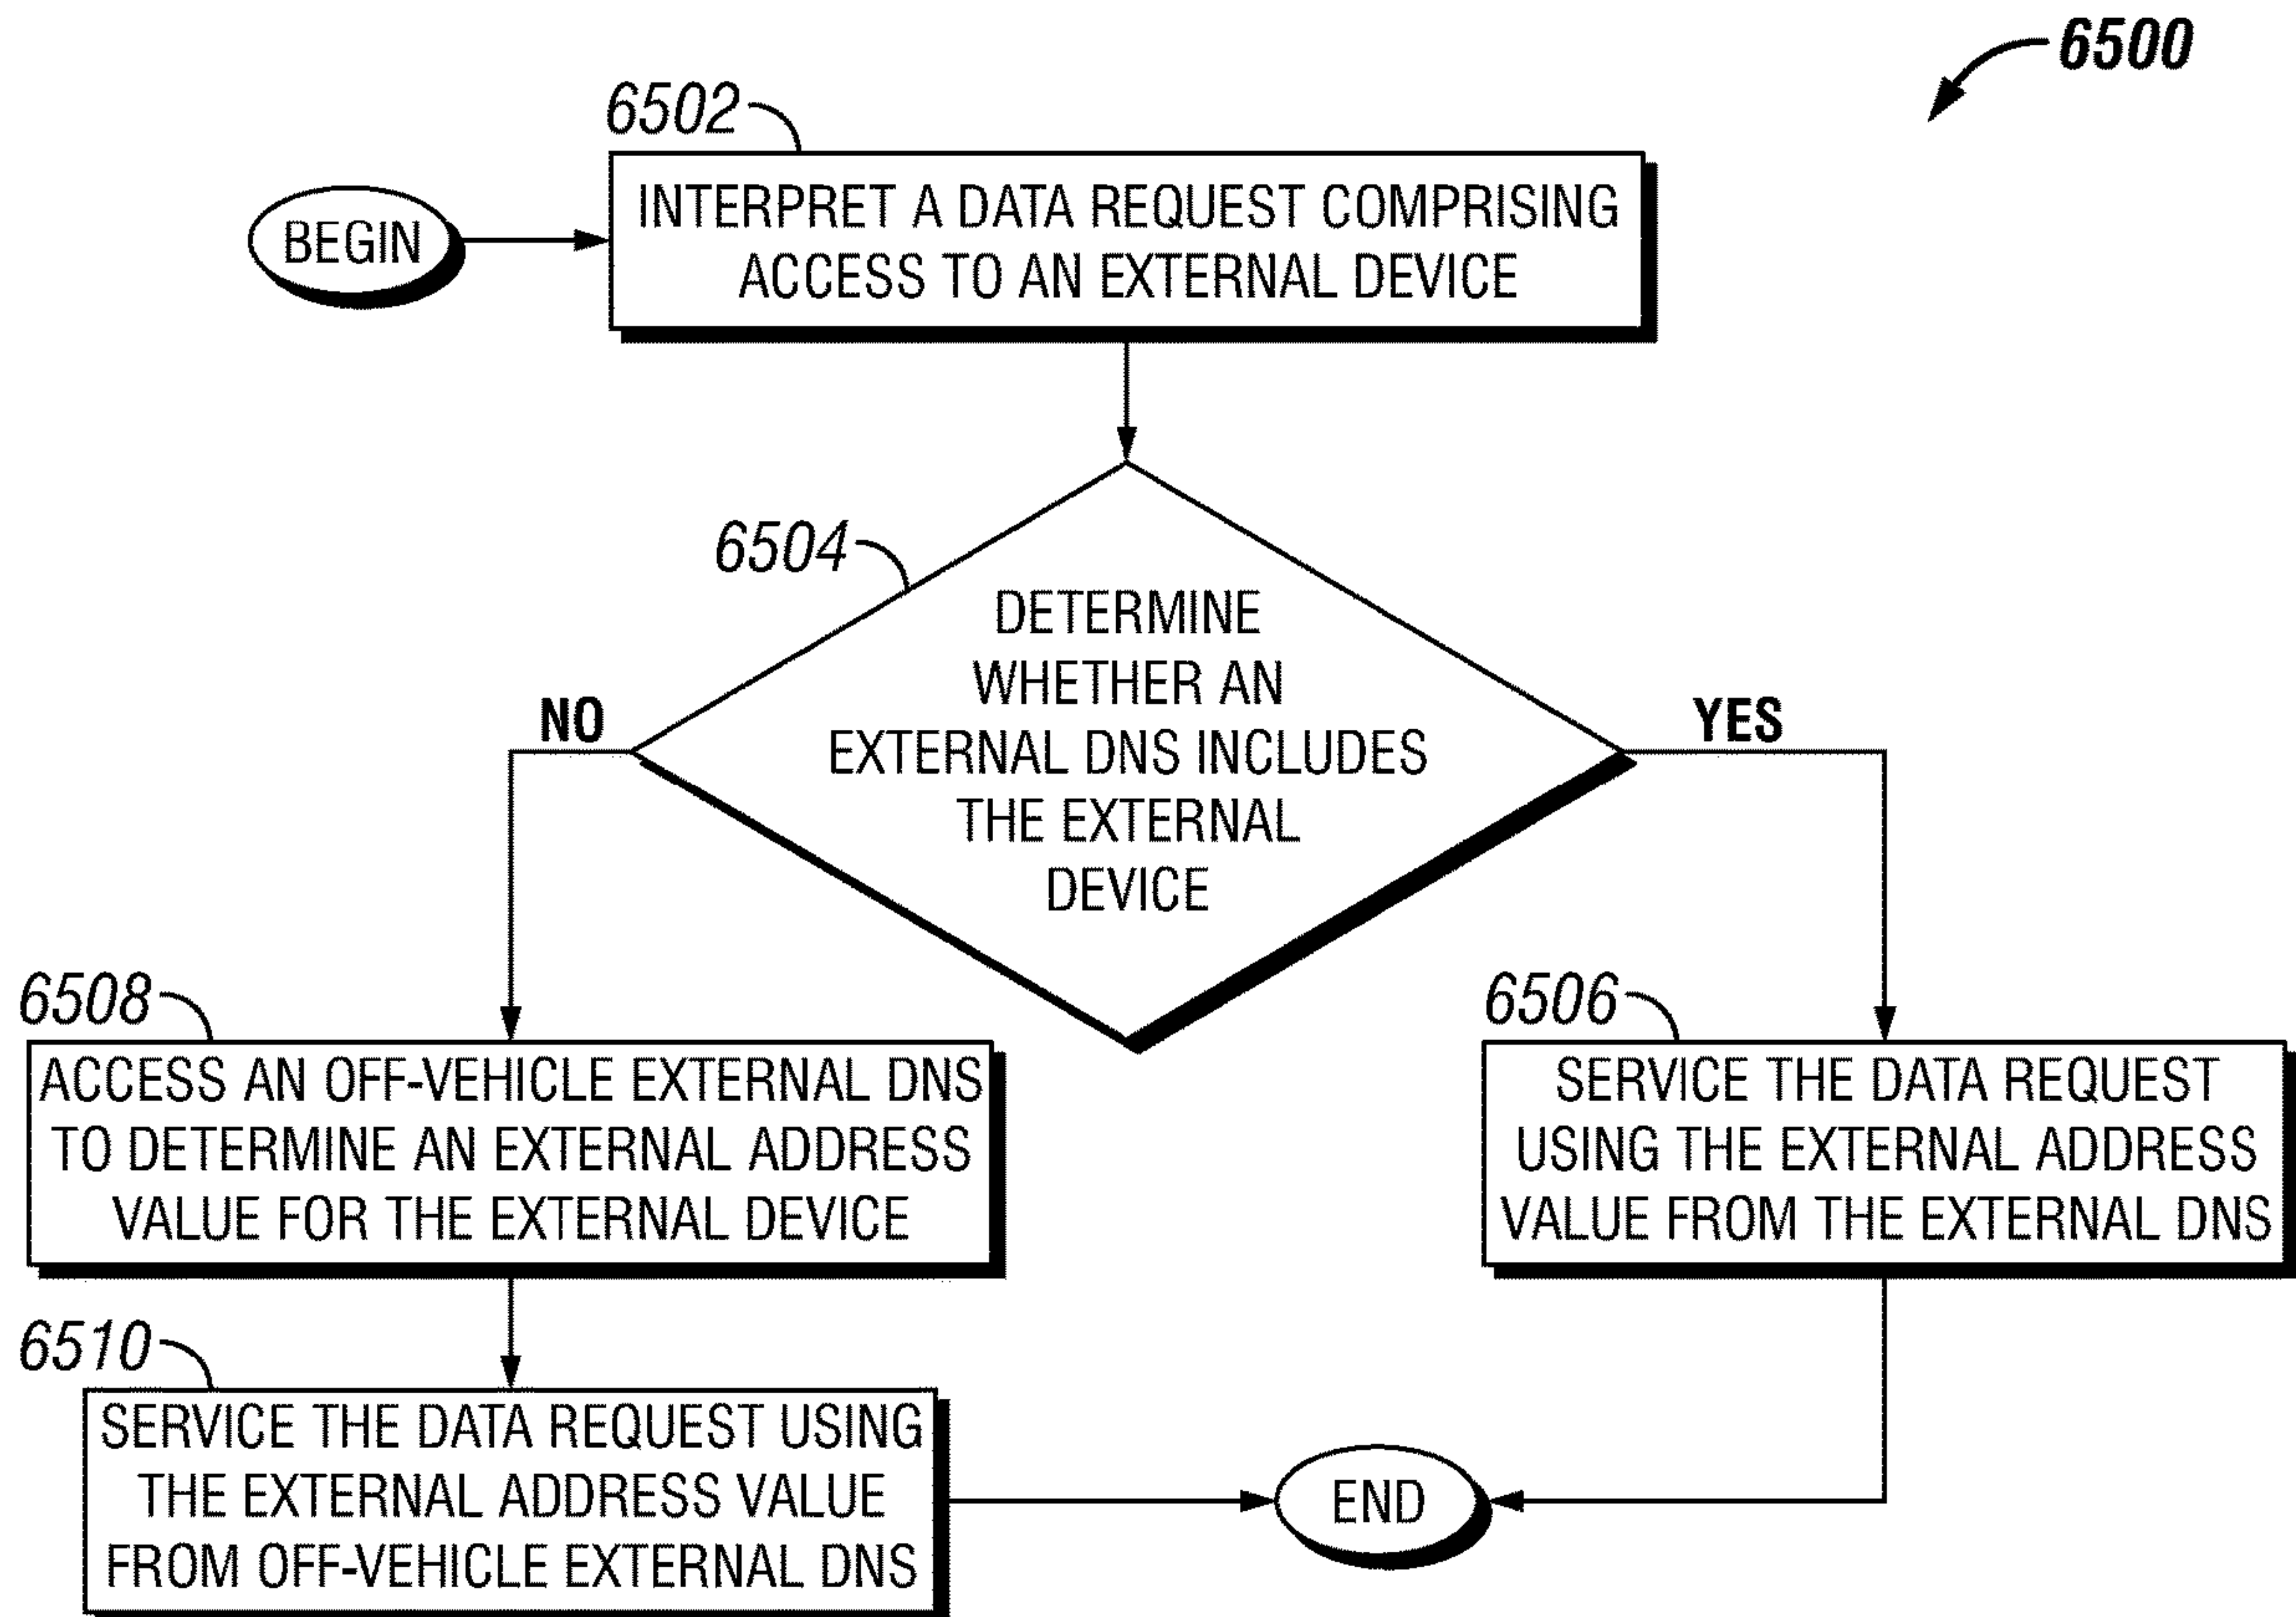 6500
6502
BEGIN
INTERPRET A DATA REQUEST COMPRISING
ACCESS TO AN EXTERNAL DEVICE
6504
DETERMINE
WHETHER AN
EXTERNAL DNS INCLUDES
THE EXTERNAL
DEVICE
NO
YES
6508
ACCESS AN OFF-VEHICLE EXTERNAL DNS
TO DETERMINE AN EXTERNAL ADDRESS
VALUE FOR THE EXTERNAL DEVICE
6506
SERVICE THE DATA REQUEST
USING THE EXTERNAL ADDRESS
VALUE FROM THE EXTERNAL DNS
6510
SERVICE THE DATA REQUEST USING
THE EXTERNAL ADDRESS VALUE
FROM OFF-VEHICLE EXTERNAL DNS
END